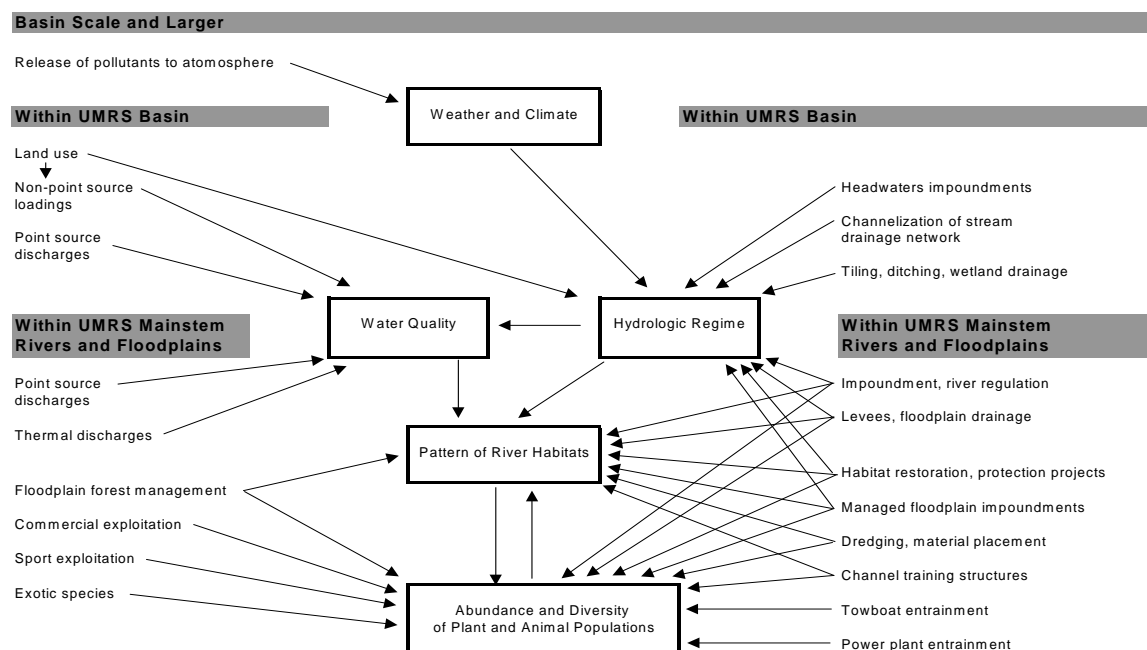 Basin Scale and Larger
Release of pollutants to atomosphere
Weather and Climate
Within UMRS Basin
Within UMRS Basin
Land use
Non-point source
loadings
Point source
discharges
Headwaters impoundments
Channelization of stream
drainage network
Tiling, ditching, wetland drainage
Water Quality
Hydrologic Regime
Within UMRS Mainstem
Rivers and Floodplains
Within UMRS Mainstem
Rivers and Floodplains
Point source
discharges
Thermal discharges
Impoundment, river regulation
Levees, floodplain drainage
Pattern of River Habitats
Floodplain forest management
Commercial exploitation
Sport exploitation
Exotic species
Habitat restoration, protection projects
Managed floodplain impoundments
Dredging, material placement
Channel training structures
Towboat entrainment
Power plant entrainment
Abundance and Diversity
of Plant and Animal Populations